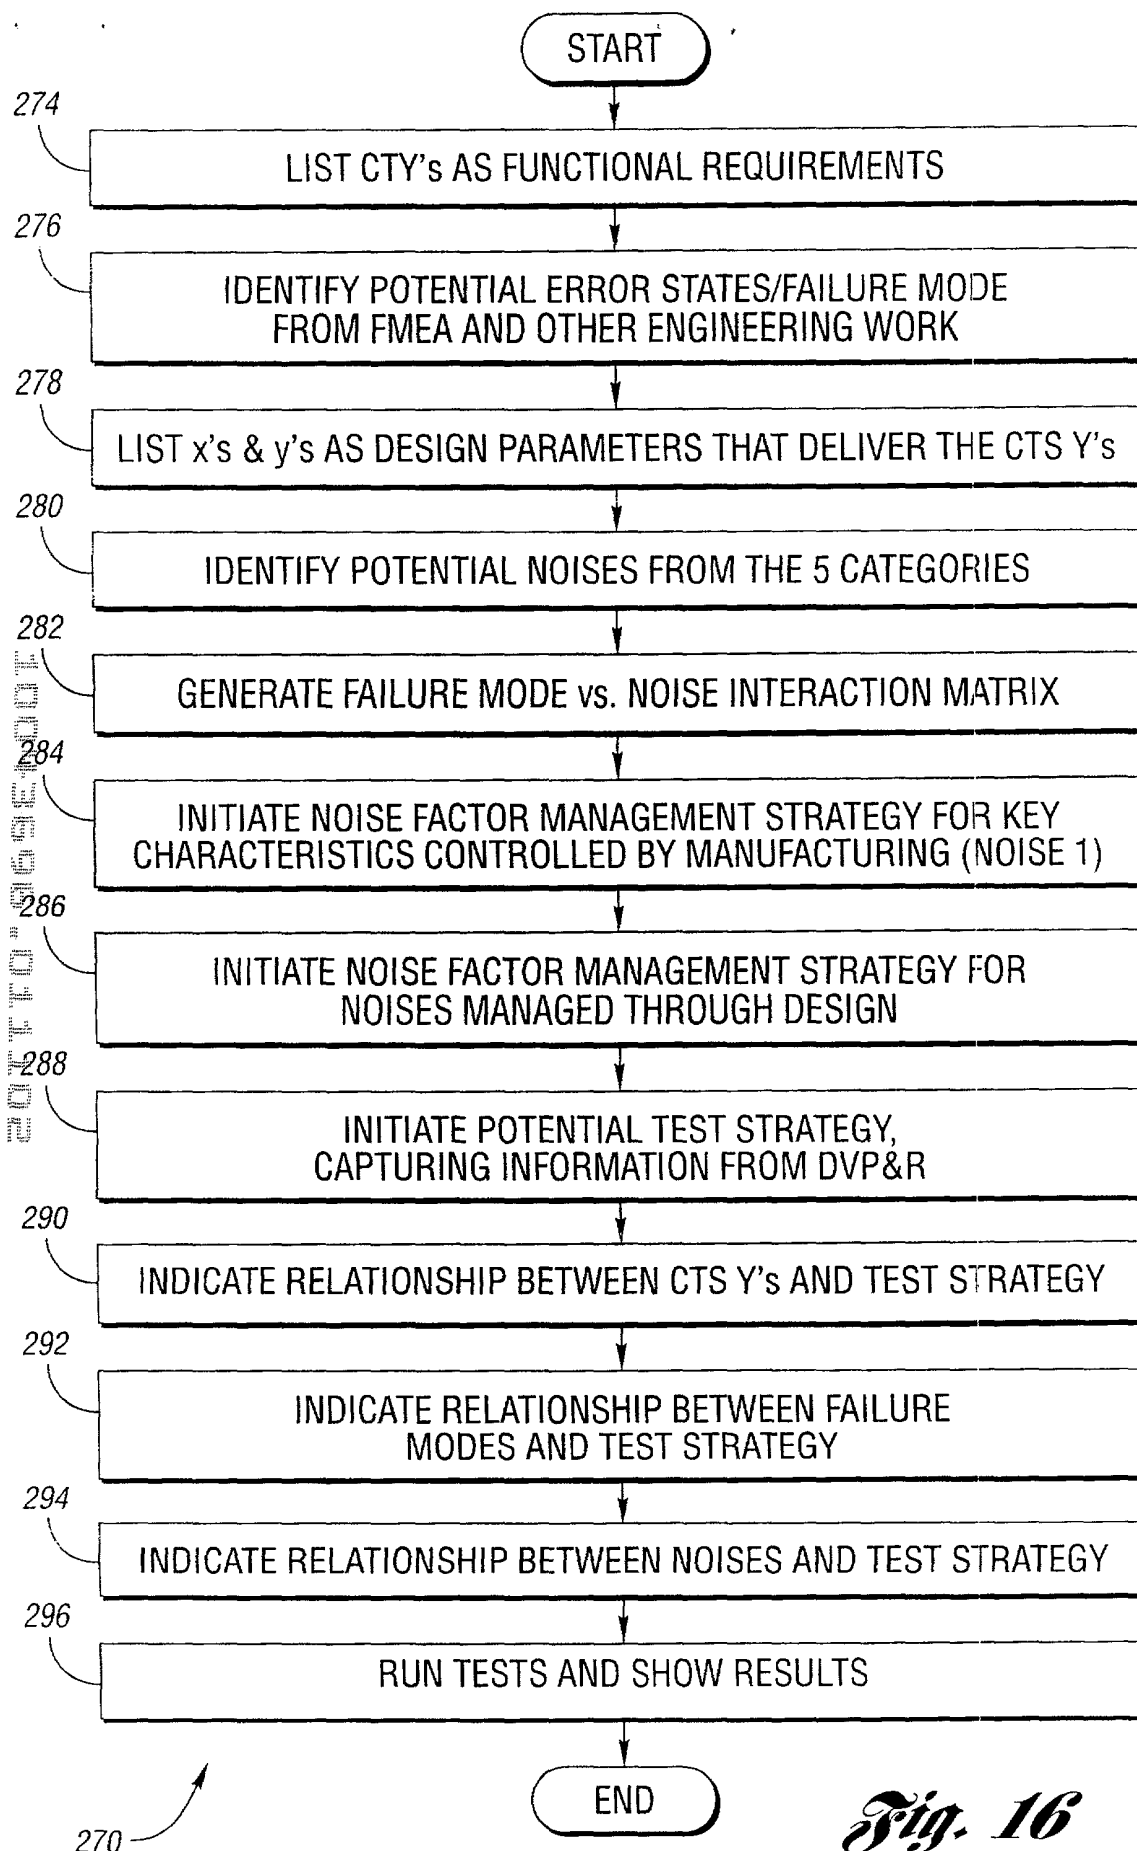 START
274
LIST CTY's AS FUNCTIONAL REQUIREMENTS
276
IDENTIFY POTENTIAL ERROR STATES/FAILURE MODE
FROM FMEA AND OTHER ENGINEERING WORK
278
LIST x's & y's AS DESIGN PARAMETERS THAT DELIVER THE CTS Y's
280
IDENTIFY POTENTIAL NOISES FROM THE 5 CATEGORIES
282
GENERATE FAILURE MODE vs. NOISE INTERACTION MATRIX
284
INITIATE NOISE FACTOR MANAGEMENT STRATEGY FOR KEY
CHARACTERISTICS CONTROLLED BY MANUFACTURING (NOISE 1)
286
INITIATE NOISE FACTOR MANAGEMENT STRATEGY FOR
NOISES MANAGED THROUGH DESIGN
288
INITIATE POTENTIAL TEST STRATEGY,
CAPTURING INFORMATION FROM DVP&R
290
INDICATE RELATIONSHIP BETWEEN CTS Y's AND TEST STRATEGY
292
INDICATE RELATIONSHIP BETWEEN FAILURE
MODES AND TEST STRATEGY
294
INDICATE RELATIONSHIP BETWEEN NOISES AND TEST STRATEGY
296
RUN TESTS AND SHOW RESULTS
END
270
Fig. 16